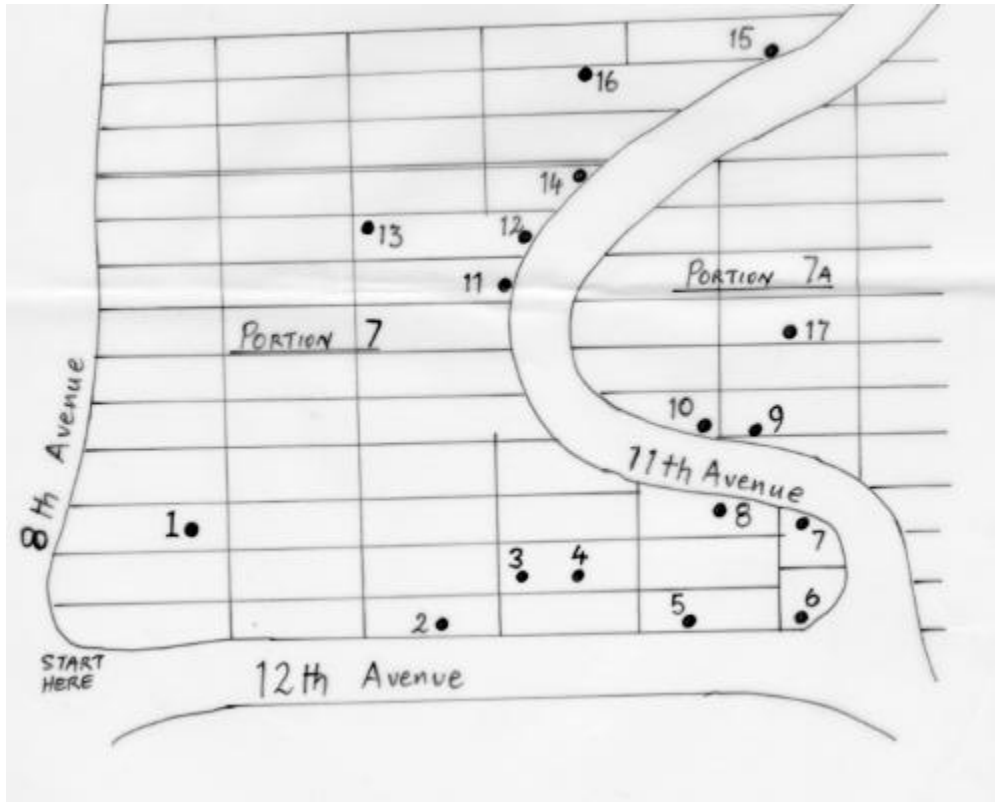 15
16
14
13
12
11
PORTION 7A
17
PORTION 7
8th Avenue
10
9
11th Avenue
1
8
7
3
4
2
5
6
START
HERE
12th Avenue